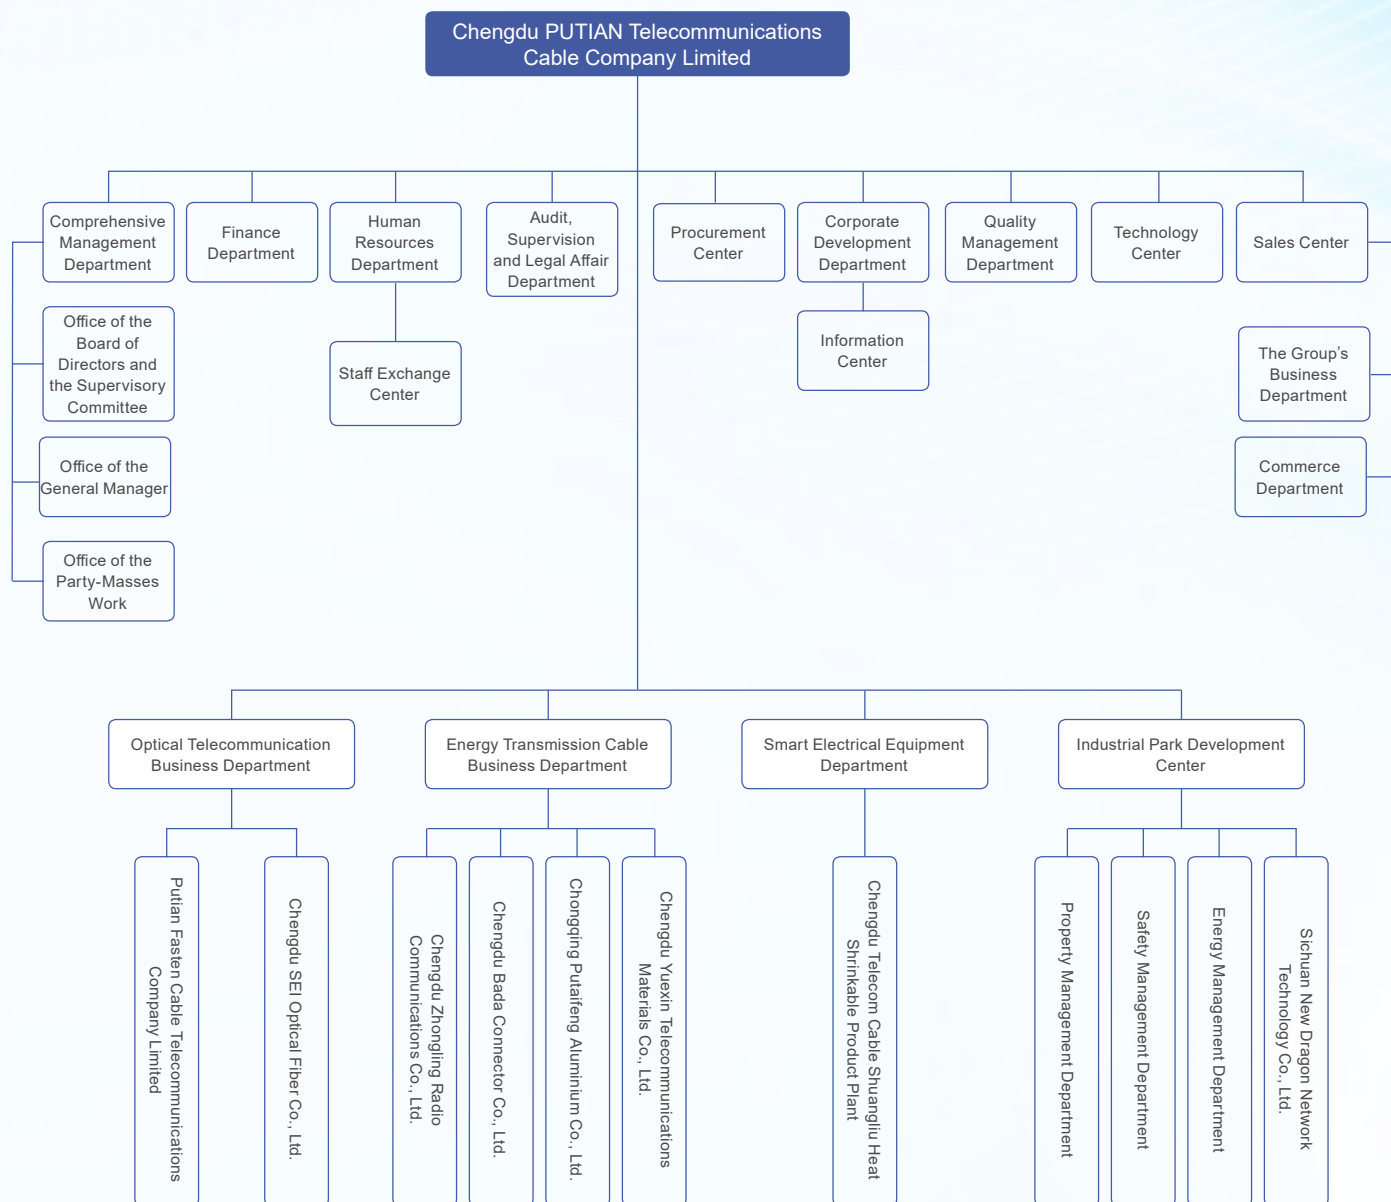 Chengdu PUTIAN Telecommunications
Cable Company Limited
Comprehensive
Management
Department
Finance
Department
Human
Resources
Department
Audit,
Supervision
and Legal Affair
Department
Procurement
Center
Corporate
Development
Department
Quality
Management
Department
Technology
Center
Sales Center
Office of the
Board of
Directors and
the Supervisory
Committee
Staff Exchange
Center
Information
Center
The Group’s
Business
Department
Office of the
General Manager
Commerce
Department
Office of the
Party-Masses
Work
Optical Telecommunication
Business Department
Energy Transmission Cable
Business Department
Smart Electrical Equipment
Department
Industrial Park Development
Center
Putian Fasten Cable Telecommunications
Company Limited
Chengdu SEI Optical Fiber Co., Ltd.
Chengdu Zhongling Radio
Communications Co., Ltd.
Chengdu Bada Connector Co., Ltd.
Chongqing Putaifeng Aluminium Co., Ltd.
Chengdu Yuexin Telecommunications
Materials Co., Ltd.
Chengdu Telecom Cable Shuangliu Heat
Shrinkable Product Plant
Property Management Department
Safety Management Department
Energy Management Department
Sichuan New Dragon Network
Technology Co., Ltd.